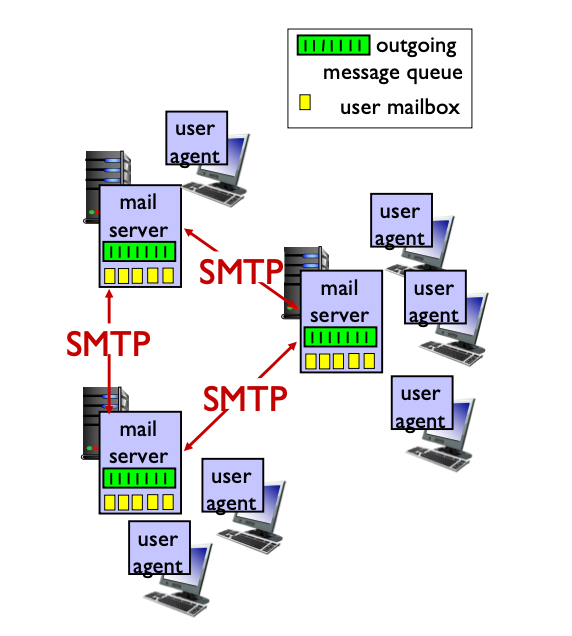 outgoing
message queue
user mailbox
user
agent
mail
server
SMTP
user
agent
mail
server
user
agent
SMTP
SMTP
user
agent
mail
server
user
agent
user
agent